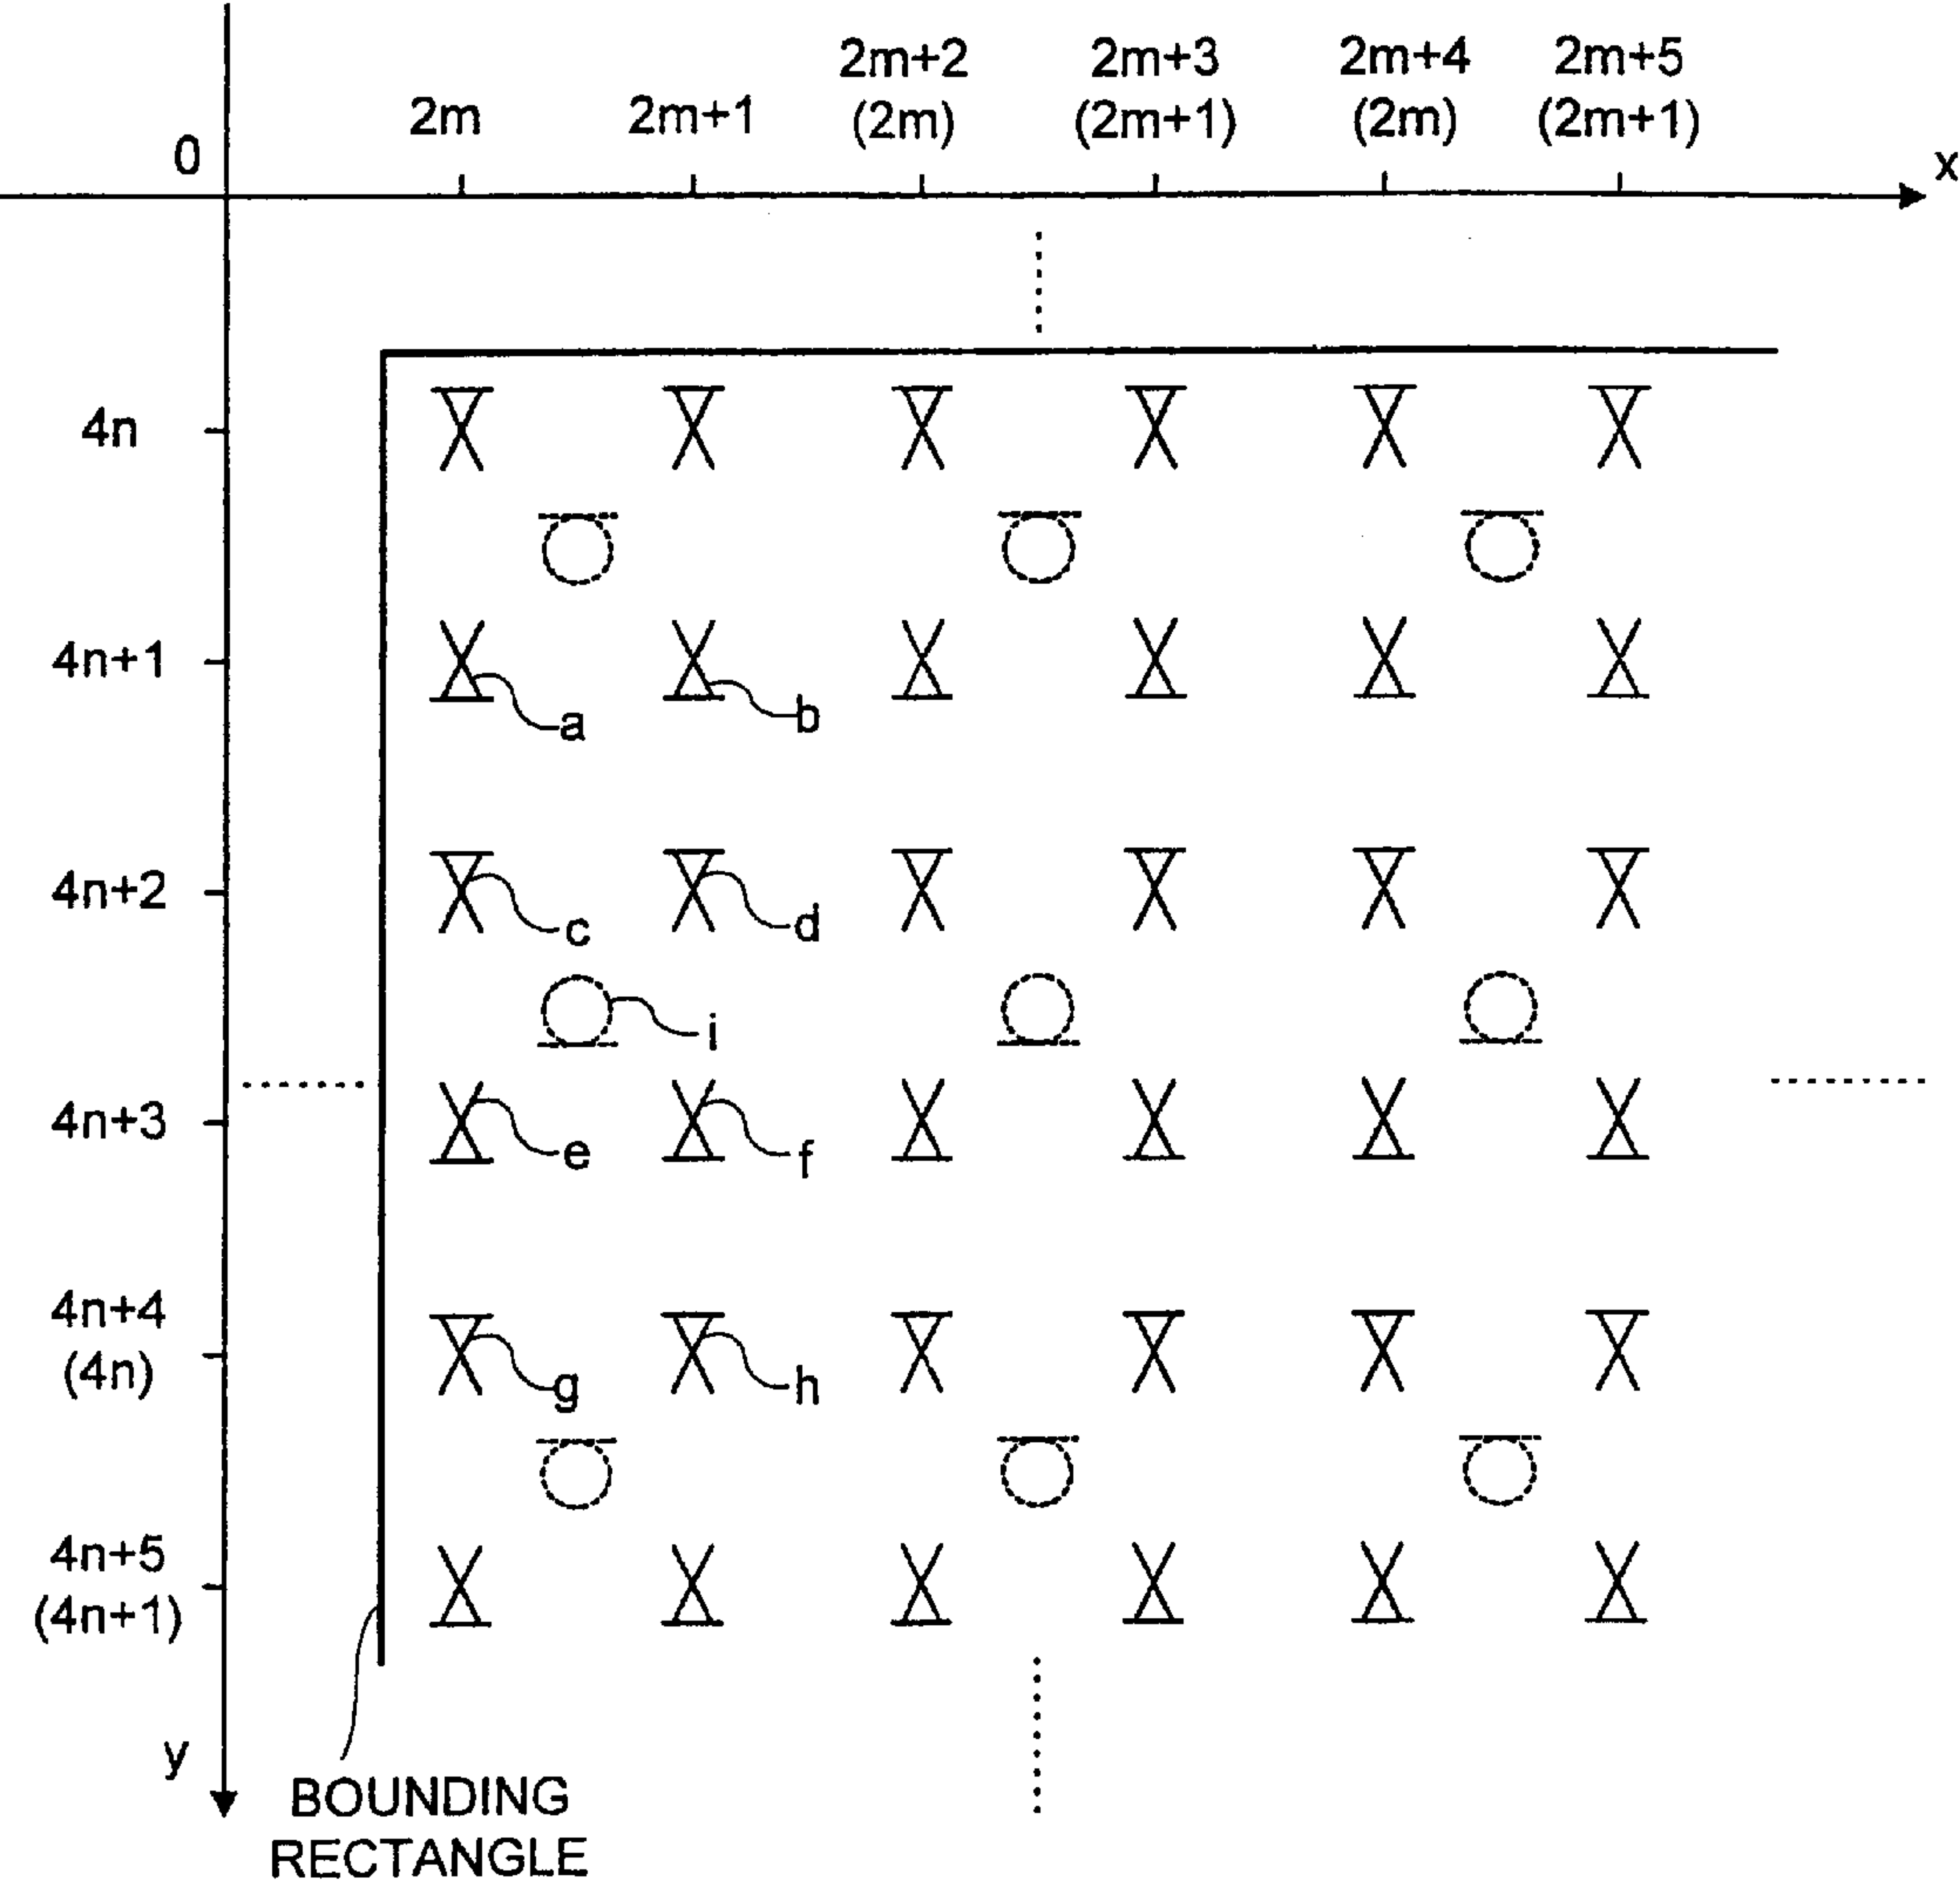 2m+2 2m+3 2m+4 2m+5
2m 2m+1 (2m) (2m+1) (2m) (2m+1)
0
x
4n
4n+1
a b
4n+2
c d
i
4n+3
e f
4n+4
(4n)
g h
4n+5
(4n+1)
y
BOUNDING
RECTANGLE